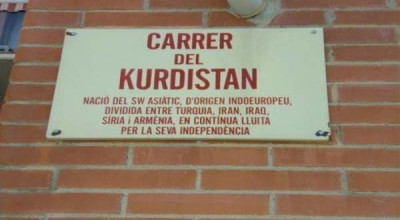 CARRER
DEL
KURDISTAN
NACIÓ DEL SW ASIÀTIC, D'ORIGEN INDOEUROPEU,
DIVIDIDA ENTRE TURQUIA, IRAN, IRAQ,
SÍRIA i ARMÈNIA, EN CONTÍNUA LLUITA
PER LA SEVA INDEPENDÈNCIA